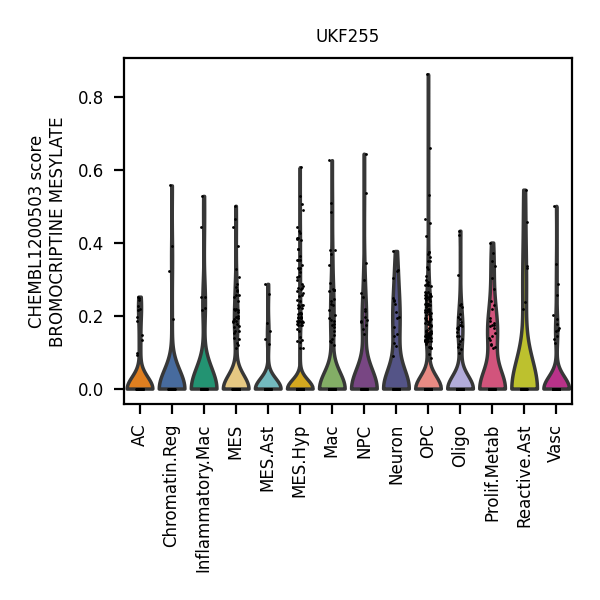 UKF255
CHEMBL1200503 score
BROMOCRIPTINE MESYLATE
0.8
0.6
0.4
0.2
0.0
AC
Chromatin.Reg
Inflammatory.Mac
MES
MES.Ast
MES.Hyp
Mac
NPC
Neuron
OPC
Oligo
Prolif.Metab
Reactive.Ast
Vasc